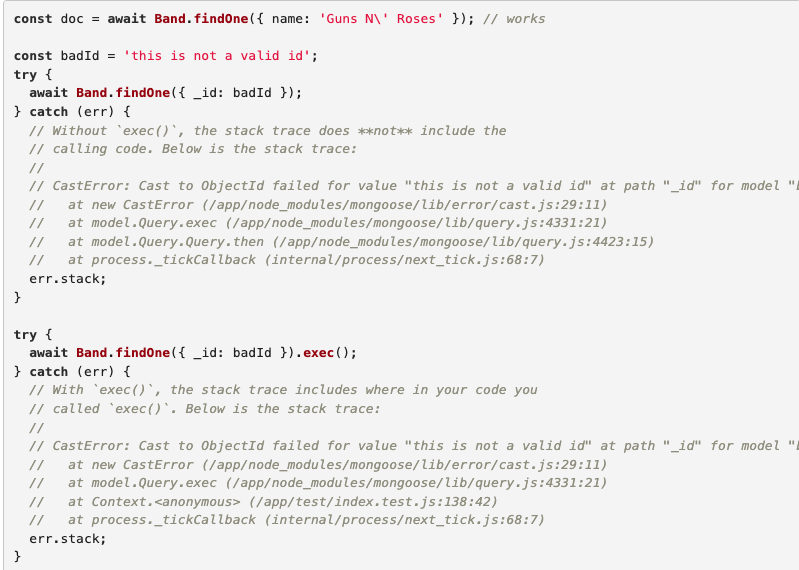 const doc = await Band.findOne({ name: 'Guns N\' Roses' }); // works

const badId = 'this is not a valid id';
try {
  await Band.findOne({ _id: badId });
} catch (err) {
  // Without `exec()`, the stack trace does **not** include the
  // calling code. Below is the stack trace:
  //
  // CastError: Cast to ObjectId failed for value "this is not a valid id" at path "_id" for model "
  //   at new CastError (/app/node_modules/mongoose/lib/error/cast.js:29:11)
  //   at model.Query.exec (/app/node_modules/mongoose/lib/query.js:4331:21)
  //   at model.Query.Query.then (/app/node_modules/mongoose/lib/query.js:4423:15)
  //   at process._tickCallback (internal/process/next_tick.js:68:7)
  err.stack;
}

try {
  await Band.findOne({ _id: badId }).exec();
} catch (err) {
  // With `exec()`, the stack trace includes where in your code you
  // called `exec()`. Below is the stack trace:
  //
  // CastError: Cast to ObjectId failed for value "this is not a valid id" at path "_id" for model "
  //   at new CastError (/app/node_modules/mongoose/lib/error/cast.js:29:11)
  //   at model.Query.exec (/app/node_modules/mongoose/lib/query.js:4331:21)
  //   at Context.<anonymous> (/app/test/index.test.js:138:42)
  //   at process._tickCallback (internal/process/next_tick.js:68:7)
  err.stack;
}